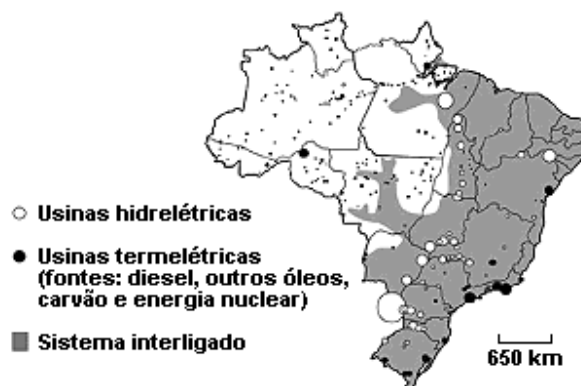 Usinas hidrelétricas
Usinas termelétricas
(fontes: diesel, outros óleos,
carvão e energia nuclear)
Sistema interligado
650 km